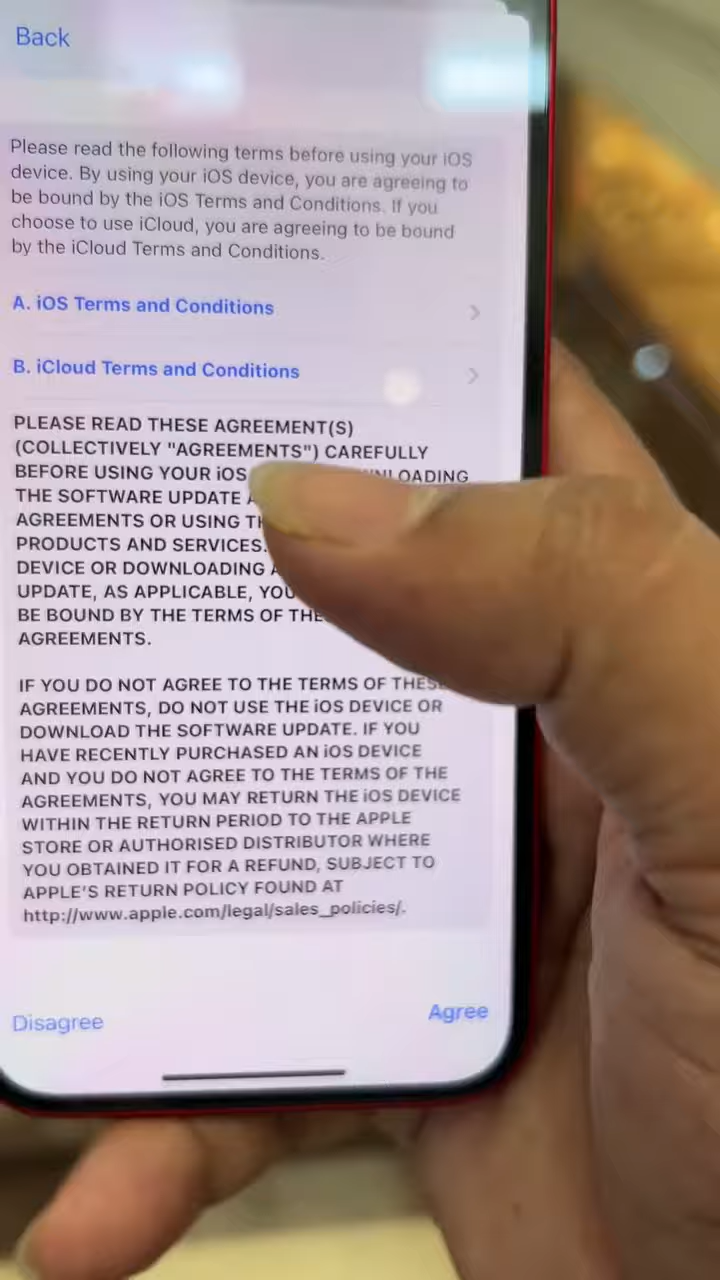 Back
Please read the following terms before using your iOS
device. By using your iOS device, you are agreeing to
be bound by the iOS Terms and Conditions. If you
choose to use iCloud, you are agreeing to be bound
by the iCloud Terms and Conditions.
A. iOS Terms and Conditions
B. iCloud Terms and Conditions
PLEASE READ THESE AGREEMENT(S)
(COLLECTIVELY "AGREEMENTS") CAREFULLY
BEFORE USING YOUR iOS
THE SOFTWARE UPDATE
AGREEMENTS OR USING
PRODUCTS AND SERVICES.
DEVICE OR DOWNLOADING
UPDATE, AS APPLICABLE,
BE BOUND BY THE TERMS OF
AGREEMENTS.
IF YOU DO NOT AGREE TO THE TERMS OF THESE
AGREEMENTS, DO NOT USE THE iOS DEVICE OR
DOWNLOAD THE SOFTWARE UPDATE. IF YOU
HAVE RECENTLY PURCHASED AN iOS DEVICE
AND YOU DO NOT AGREE TO THE TERMS OF THE
AGREEMENTS, YOU MAY RETURN THE iOS DEVICE
WITHIN THE RETURN PERIOD TO THE APPLE
STORE OR AUTHORISED DISTRIBUTOR WHERE
YOU OBTAINED IT FOR A REFUND, SUBJECT TO
APPLE'S RETURN POLICY FOUND AT
http://www.apple.com/legal/sales_policies/.
Disagree
Agree